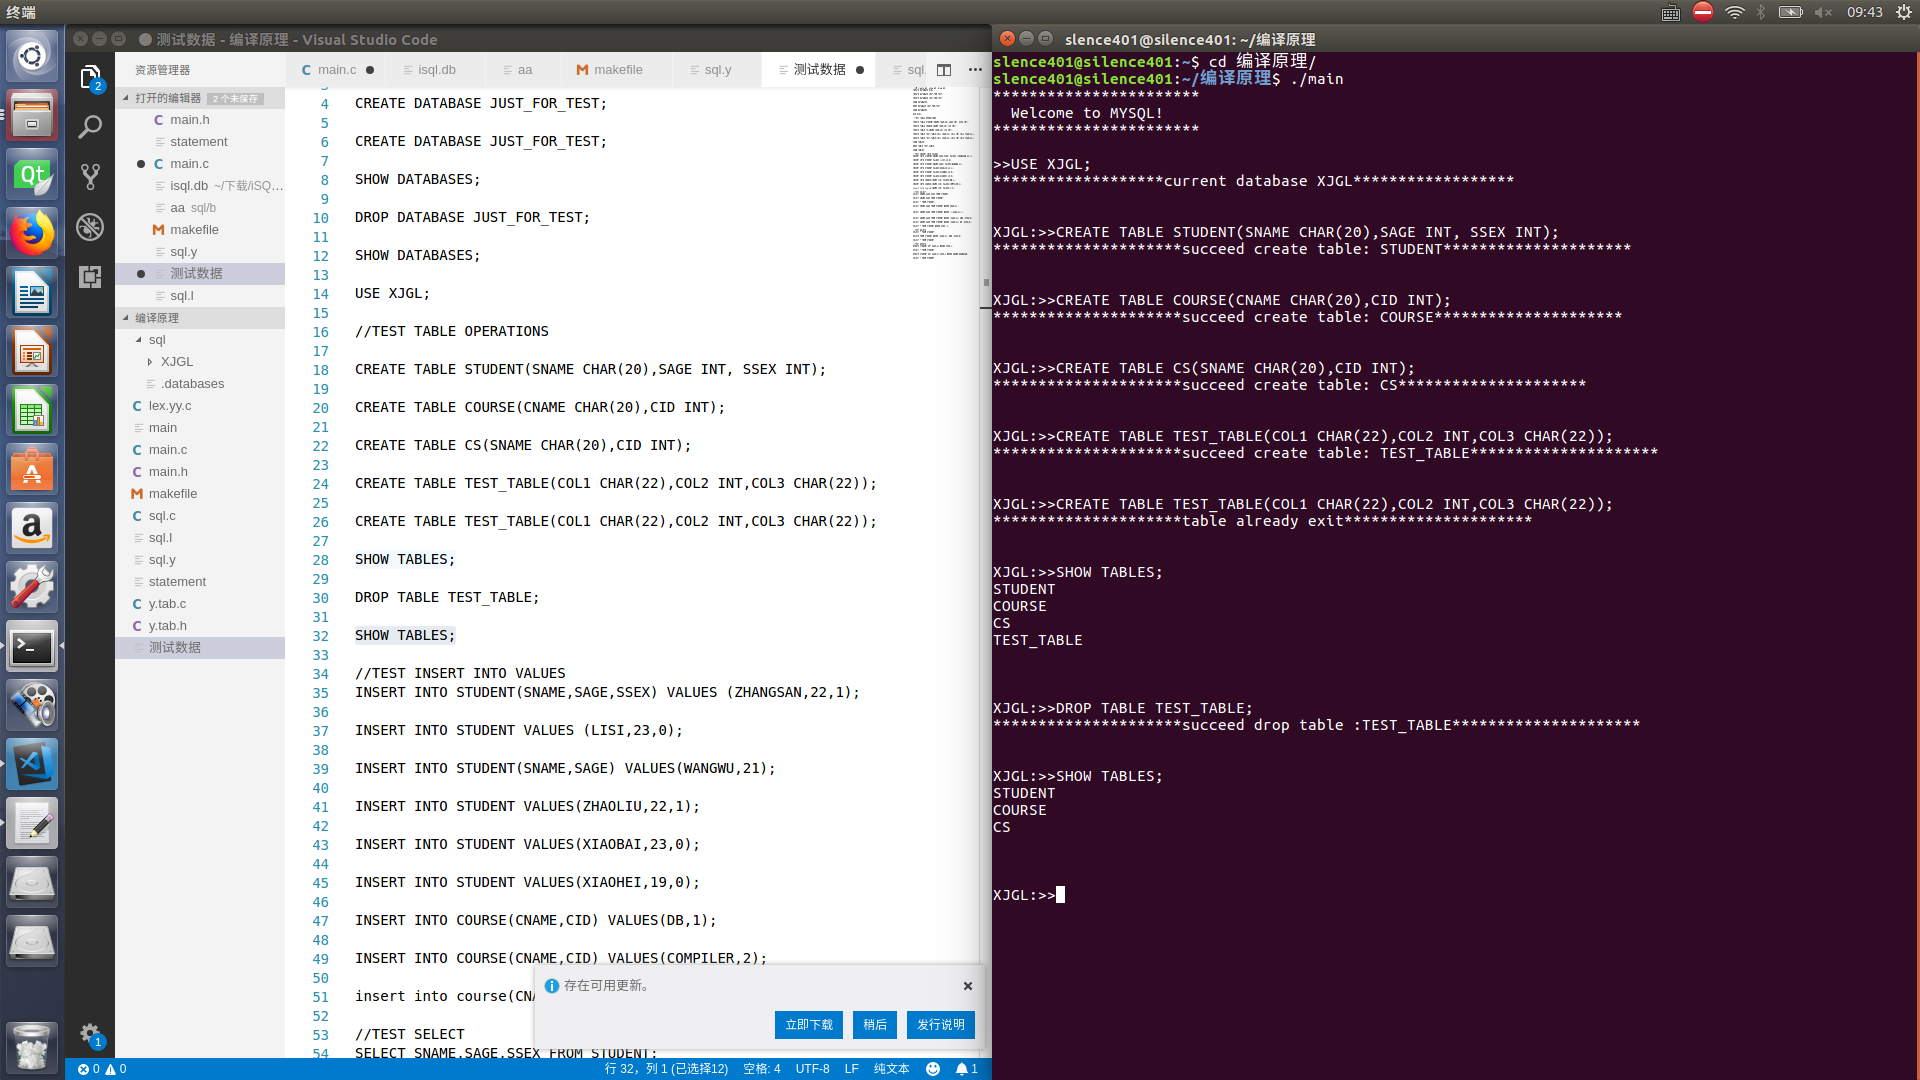 终端
09:43
测试数据 - 编译原理 - Visual Studio Code
资源管理器
打开的编辑器 2 个未保存
main.h
statement
main.c
isql.db ~/下载/iSQ...
aa sql/b
makefile
sql.y
测试数据
sql.l
编译原理
sql
XJGL
.databases
lex.yy.c
main
main.c
main.h
makefile
sql.c
sql.l
sql.y
statement
y.tab.c
y.tab.h
测试数据
2
1
main.c
isql.db
aa
makefile
sql.y
测试数据
sql
4 CREATE DATABASE JUST_FOR_TEST;
5
6 CREATE DATABASE JUST_FOR_TEST;
7
8 SHOW DATABASES;
9
10 DROP DATABASE JUST_FOR_TEST;
11
12 SHOW DATABASES;
13
14 USE XJGL;
15
16 //TEST TABLE OPERATIONS
17
18 CREATE TABLE STUDENT(SNAME CHAR(20),SAGE INT, SSEX INT);
19
20 CREATE TABLE COURSE(CNAME CHAR(20),CID INT);
21
22 CREATE TABLE CS(SNAME CHAR(20),CID INT);
23
24 CREATE TABLE TEST_TABLE(COL1 CHAR(22),COL2 INT,COL3 CHAR(22));
25
26 CREATE TABLE TEST_TABLE(COL1 CHAR(22),COL2 INT,COL3 CHAR(22));
27
28 SHOW TABLES;
29
30 DROP TABLE TEST_TABLE;
31
32 SHOW TABLES;
33
34 //TEST INSERT INTO VALUES
35 INSERT INTO STUDENT(SNAME,SAGE,SSEX) VALUES (ZHANGSAN,22,1);
36
37 INSERT INTO STUDENT VALUES (LISI,23,0);
38
39 INSERT INTO STUDENT(SNAME,SAGE) VALUES(WANGWU,21);
40
41 INSERT INTO STUDENT VALUES(ZHAOLIU,22,1);
42
43 INSERT INTO STUDENT VALUES(XIAOBAI,23,0);
44
45 INSERT INTO STUDENT VALUES(XIAOHEI,19,0);
46
47 INSERT INTO COURSE(CNAME,CID) VALUES(DB,1);
48
49 INSERT INTO COURSE(CNAME,CID) VALUES(COMPILER,2);
50
51 insert into course(CN
52
53 //TEST SELECT
54 SELECT SNAME,SAGE,SSEX FROM STUDENT;
存在可用更新。
立即下载 稍后 发行说明
0 0
行 32，列 1 (已选择12) 空格: 4 UTF-8 LF 纯文本 1
slence401@silence401: ~/编译原理
slence401@silence401:~$ cd 编译原理/
slence401@silence401:~/编译原理$ ./main
***********************
Welcome to MYSQL!
***********************
>>USE XJGL;
*******************current database XJGL******************
XJGL:>>CREATE TABLE STUDENT(SNAME CHAR(20),SAGE INT, SSEX INT);
*********************succeed create table: STUDENT*********************
XJGL:>>CREATE TABLE COURSE(CNAME CHAR(20),CID INT);
*********************succeed create table: COURSE*********************
XJGL:>>CREATE TABLE CS(SNAME CHAR(20),CID INT);
*********************succeed create table: CS*********************
XJGL:>>CREATE TABLE TEST_TABLE(COL1 CHAR(22),COL2 INT,COL3 CHAR(22));
*********************succeed create table: TEST_TABLE*********************
XJGL:>>CREATE TABLE TEST_TABLE(COL1 CHAR(22),COL2 INT,COL3 CHAR(22));
*********************table already exit*********************
XJGL:>>SHOW TABLES;
STUDENT
COURSE
CS
TEST_TABLE
XJGL:>>DROP TABLE TEST_TABLE;
*********************succeed drop table :TEST_TABLE*********************
XJGL:>>SHOW TABLES;
STUDENT
COURSE
CS
XJGL:>>